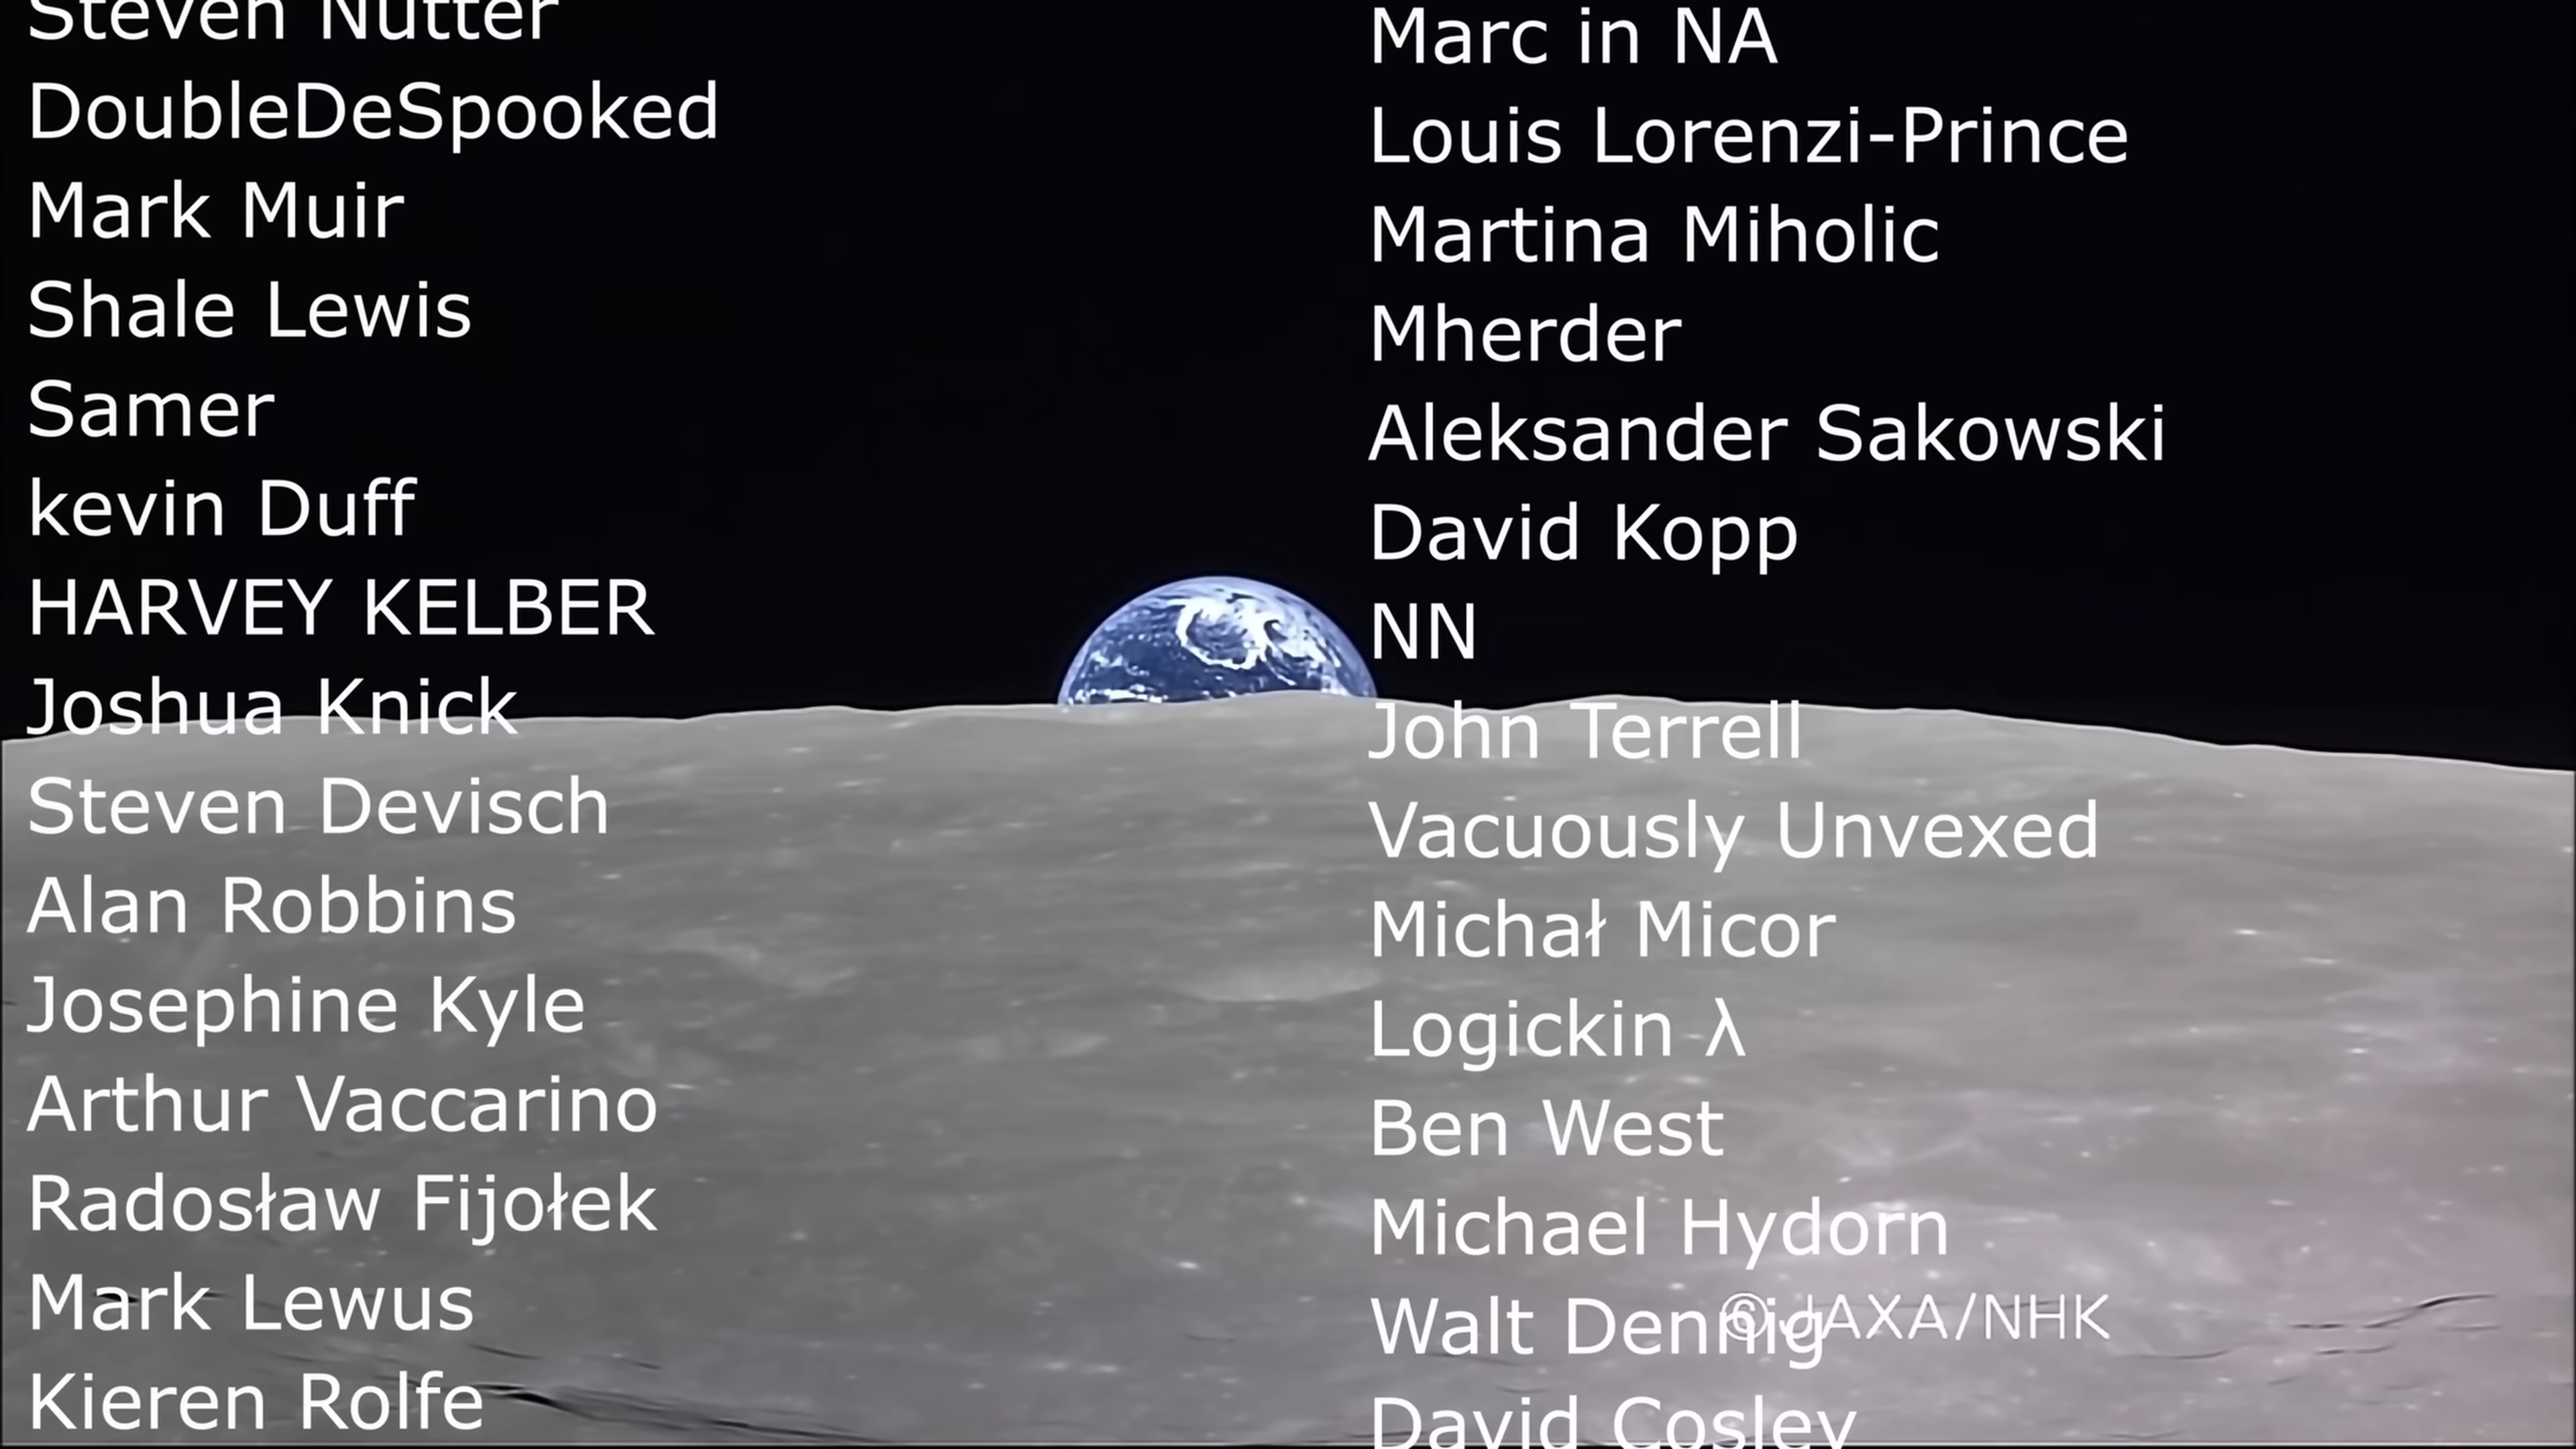 Steven Nutter
DoubleDeSpooked
Mark Muir
Shale Lewis
Samer
kevin Duff
HARVEY KELBER
Joshua Knick
Steven Devisch
Alan Robbins
Josephine Kyle
Arthur Vaccarino
Radosław Fijołek
Mark Lewus
Kieren Rolfe
Marc in NA
Louis Lorenzi-Prince
Martina Miholic
Mherder
Aleksander Sakowski
David Kopp
NN
John Terrell
Vacuously Unvexed
Michał Micor
Logickin λ
Ben West
Michael Hydorn
Walt Dennig
©JAXA/NHK
David Cosley